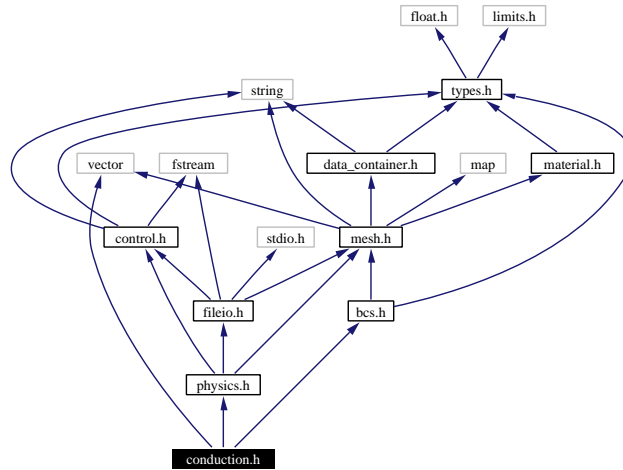 float.h
limits.h
string
types.h
vector
fstream
data_container.h
map
material.h
control.h
stdio.h
mesh.h
fileio.h
bcs.h
physics.h
conduction.h